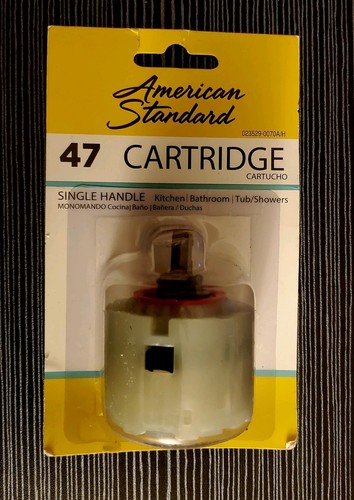 American
Standard
023529-0070A/H
47 CARTRIDGE
CARTUCHO
SINGLE HANDLE Kitchen | Bathroom | Tub/Showers
MONOMANDO Cocina | Baño | Bañera / Duchas